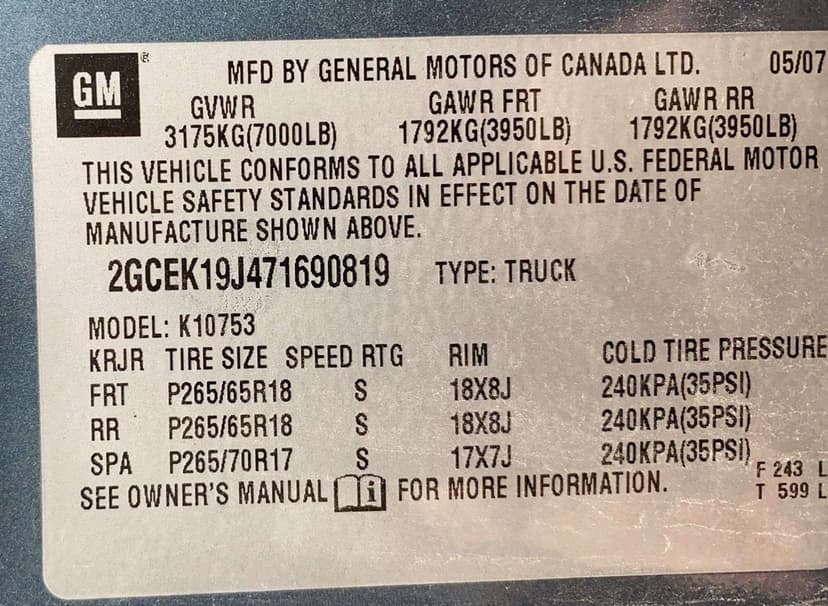 GM ® MFD BY GENERAL MOTORS OF CANADA LTD. 05/07
GVWR GAWR FRT GAWR RR
3175KG(7000LB) 1792KG(3950LB) 1792KG(3950LB)
THIS VEHICLE CONFORMS TO ALL APPLICABLE U.S. FEDERAL MOTOR
VEHICLE SAFETY STANDARDS IN EFFECT ON THE DATE OF
MANUFACTURE SHOWN ABOVE.
2GCEK19J471690819 TYPE: TRUCK
MODEL: K10753
KRJR TIRE SIZE SPEED RTG RIM COLD TIRE PRESSURE
FRT P265/65R18 S 18X8J 240KPA(35PSI)
RR P265/65R18 S 18X8J 240KPA(35PSI)
SPA P265/70R17 S 17X7J 240KPA(35PSI)
SEE OWNER'S MANUAL i FOR MORE INFORMATION.
F 243 L
T 599 L